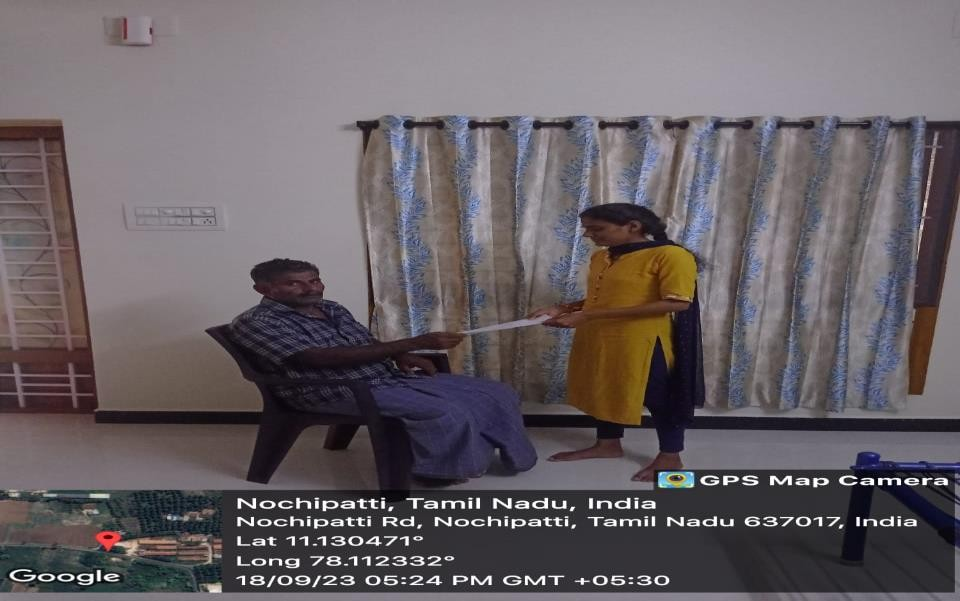 GPS Map Camera
Nochipatti, Tamil Nadu, India
Nochipatti Rd, Nochipatti, Tamil Nadu 637017, India
Lat 11.130471°
Long 78.112332°
18/09/23 05:24 PM GMT +05:30
Google